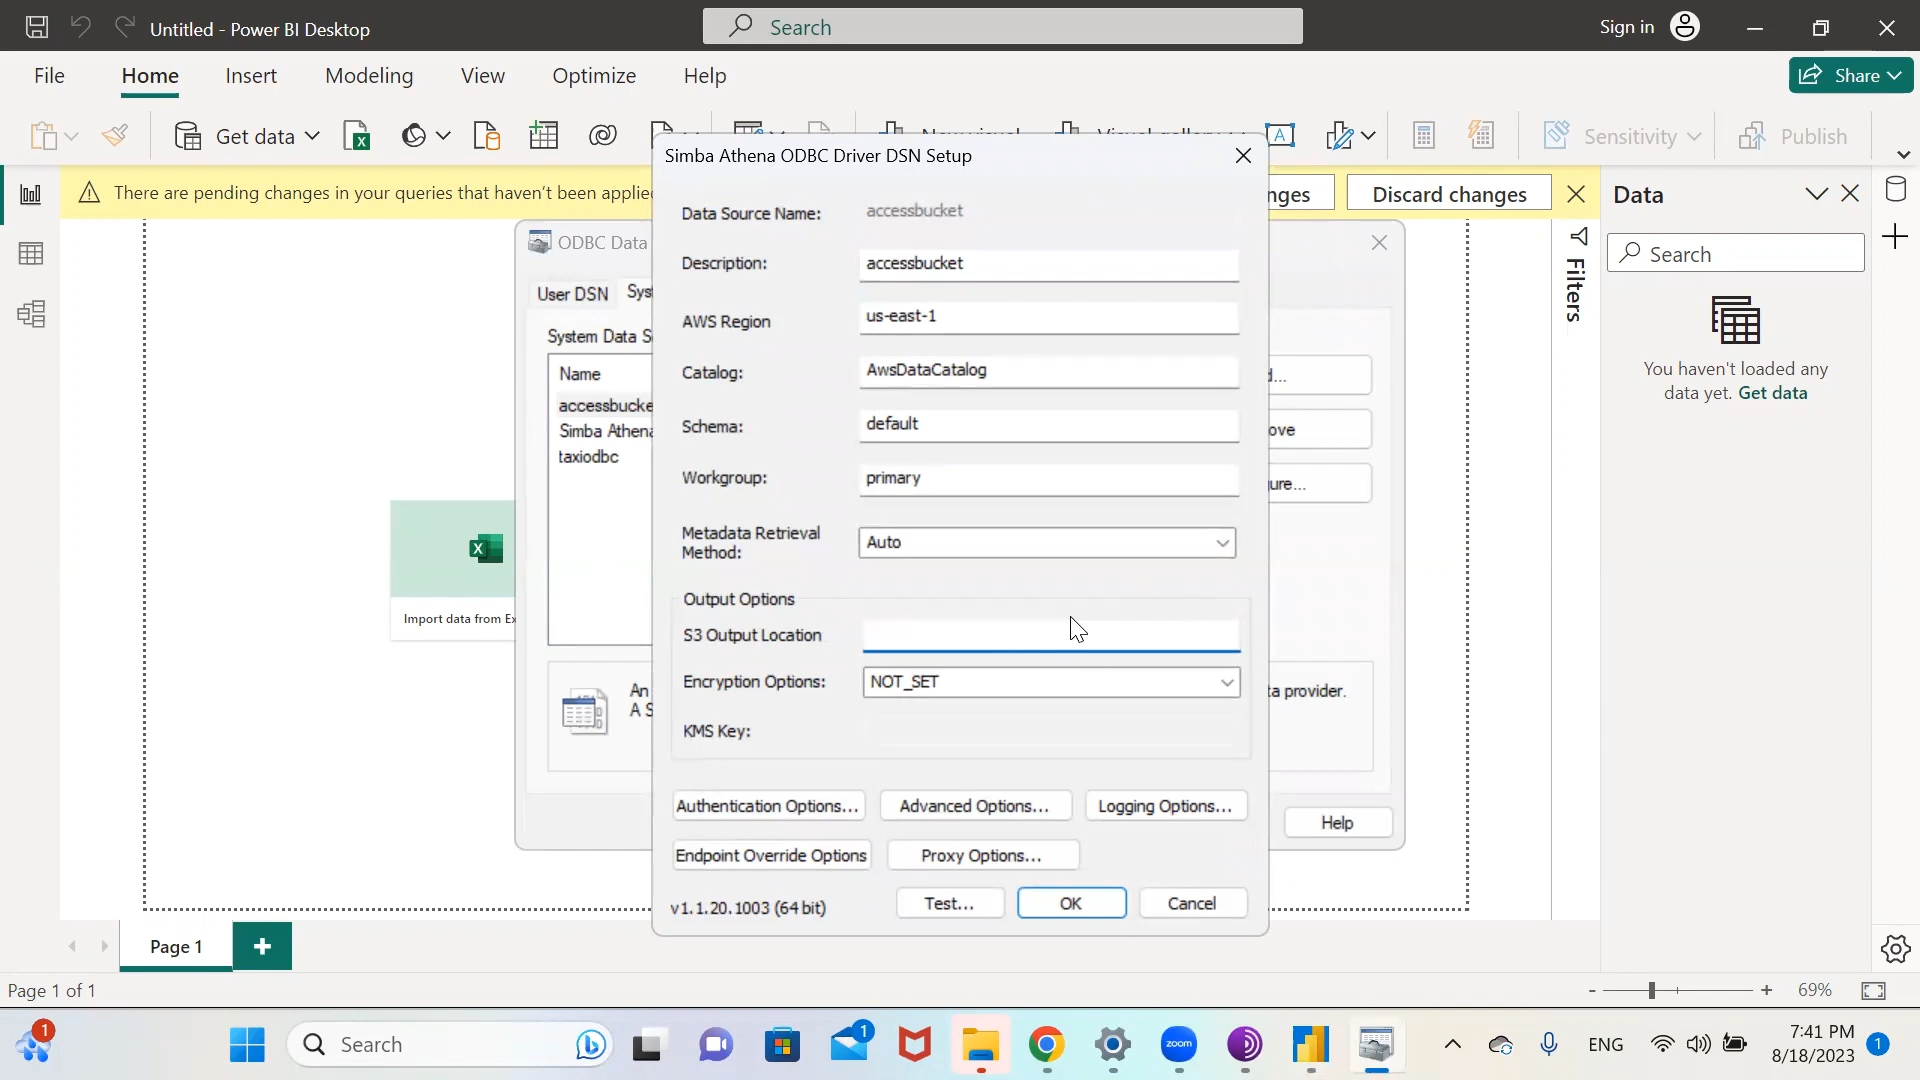 Untitled - Power BI Desktop
Search
Sign in
File
Home
Insert
Modeling
View
Optimize
Help
Share
Get data
Sensitivity
Publish
There are pending changes in your queries that haven't been applied
Discard changes
Simba Athena ODBC Driver DSN Setup
Data Source Name:
accessbucket
Description:
accessbucket
AWS Region
us-east-1
Catalog:
AwsDataCatalog
Schema:
default
Workgroup:
primary
Metadata Retrieval
Method:
Auto
Output Options
S3 Output Location
Encryption Options:
NOT_SET
KMS Key:
Authentication Options...
Advanced Options...
Logging Options...
Endpoint Override Options
Proxy Options...
v1.1.20.1003 (64 bit)
Test...
OK
Cancel
ODBC Data
User DSN
Sys
System Data S
Name
accessbucke
Simba Athena
taxiodbc
An
A S
ta provider.
ove
ure...
Help
Import data from Ex
Filters
Data
Search
You haven't loaded any
data yet. Get data
Page 1
Page 1 of 1
69%
1
Search
1
zoom
ENG
7:41 PM
8/18/2023
1